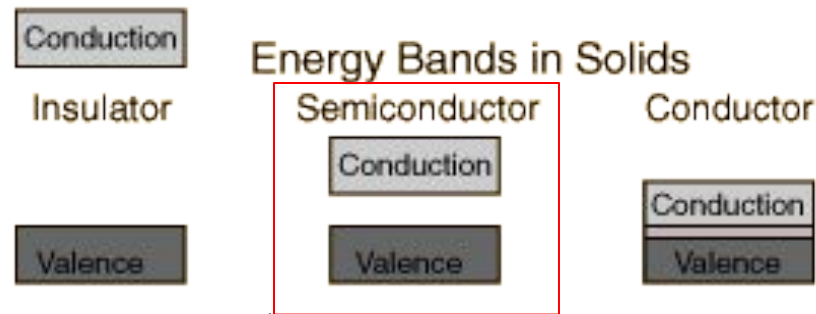 Conduction
Energy Bands in Solids
Insulator
Semiconductor
Conductor
Conduction
Conduction
Valence
Valence
Valence